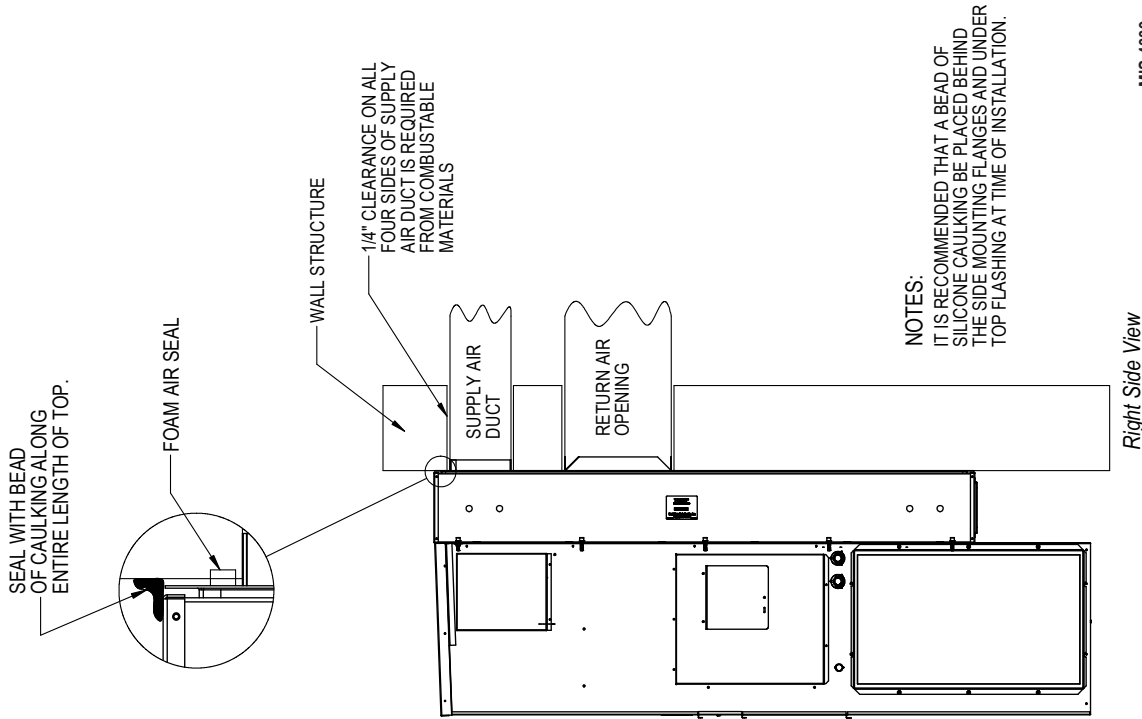 SEAL WITH BEAD
OF CAULKING ALONG
ENTIRE LENGTH OF TOP.
FOAM AIR SEAL
WALL STRUCTURE
1/4" CLEARANCE ON ALL
FOUR SIDES OF SUPPLY
AIR DUCT IS REQUIRED
FROM COMBUSTABLE
MATERIALS
SUPPLY AIR
DUCT
RETURN AIR
OPENING
NOTES:
IT IS RECOMMENDED THAT A BEAD OF
SILICONE CAULKING BE PLACED BEHIND
THE SIDE MOUNTING FLANGES AND UNDER
TOP FLASHING AT TIME OF INSTALLATION.
Right Side View